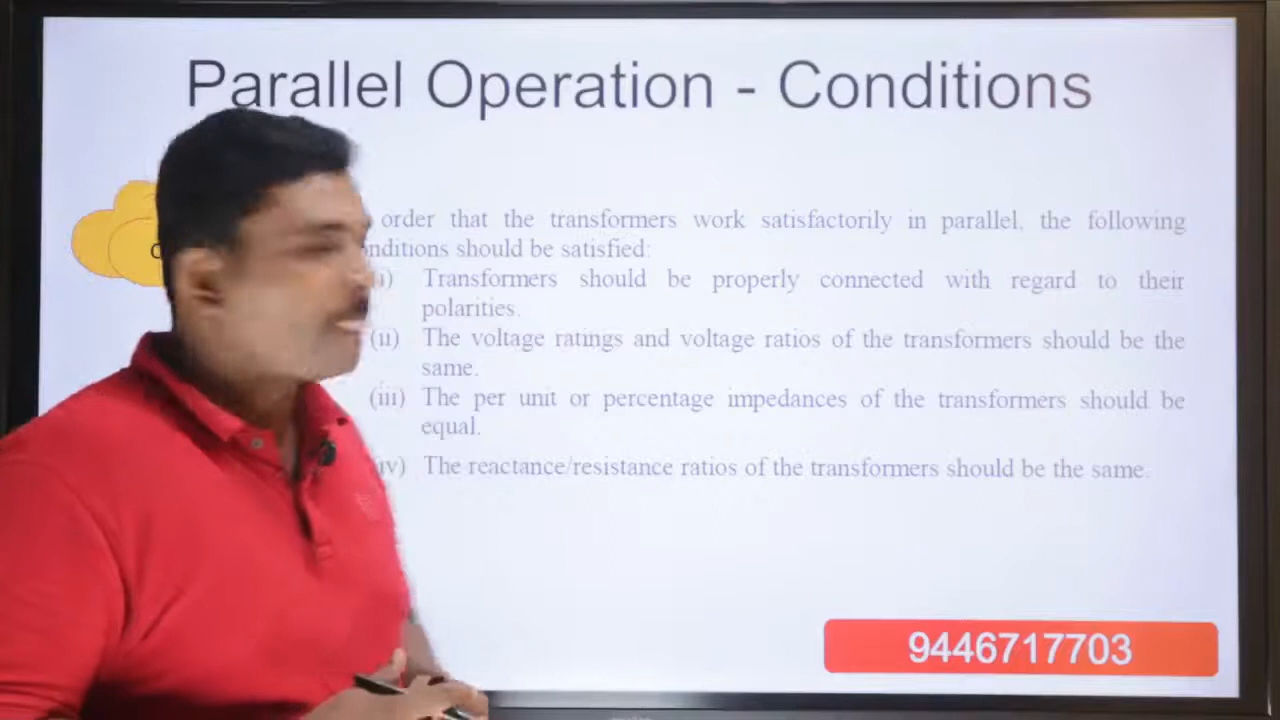 Parallel Operation - Conditions
order that the transformers work satisfactorily in parallel, the following
nditions should be satisfied:
Transformers should be properly connected with regard to their
polarities.
(ii) The voltage ratings and voltage ratios of the transformers should be the
same.
(iii) The per unit or percentage impedances of the transformers should be
equal.
iv) The reactance/resistance ratios of the transformers should be the same.
9446717703